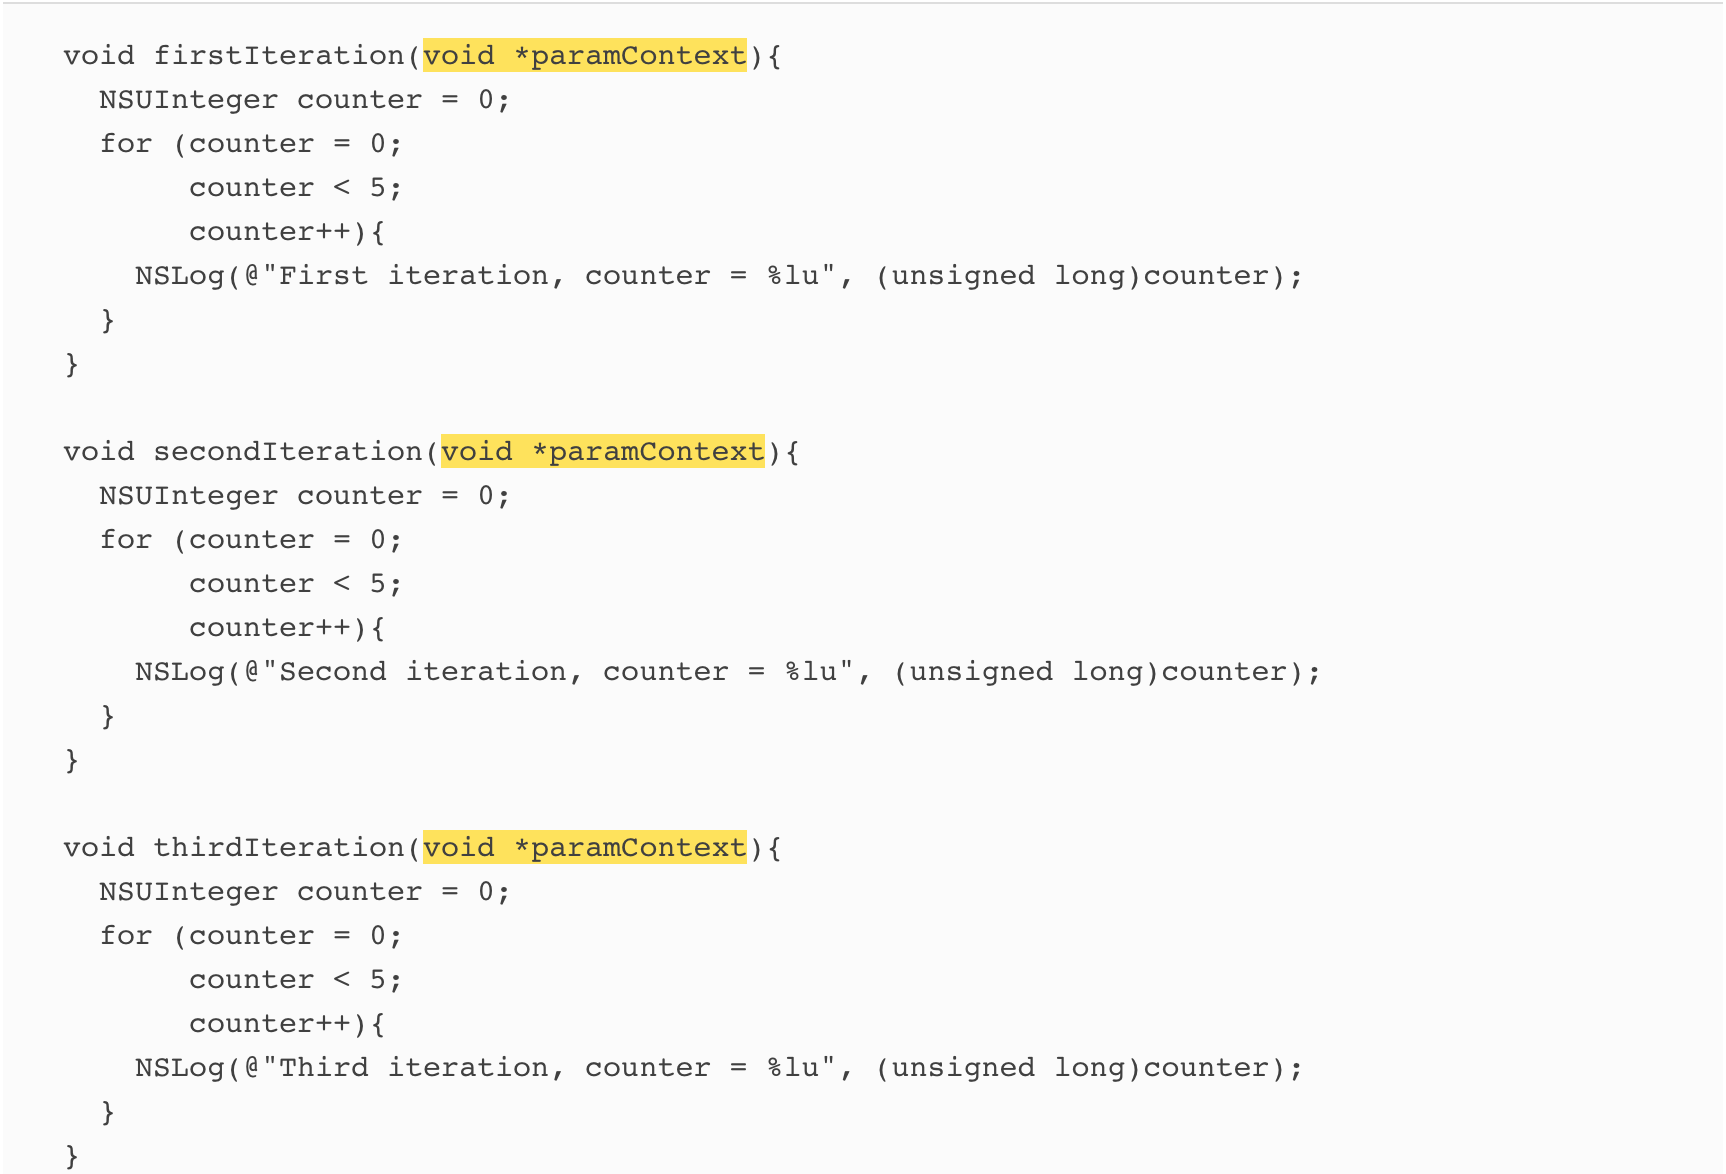 void firstIteration(void *paramContext){
  NSUInteger counter = 0;
  for (counter = 0;
       counter < 5;
       counter++){
    NSLog(@"First iteration, counter = %lu", (unsigned long)counter);
  }
}

void secondIteration(void *paramContext){
  NSUInteger counter = 0;
  for (counter = 0;
       counter < 5;
       counter++){
    NSLog(@"Second iteration, counter = %lu", (unsigned long)counter);
  }
}

void thirdIteration(void *paramContext){
  NSUInteger counter = 0;
  for (counter = 0;
       counter < 5;
       counter++){
    NSLog(@"Third iteration, counter = %lu", (unsigned long)counter);
  }
}